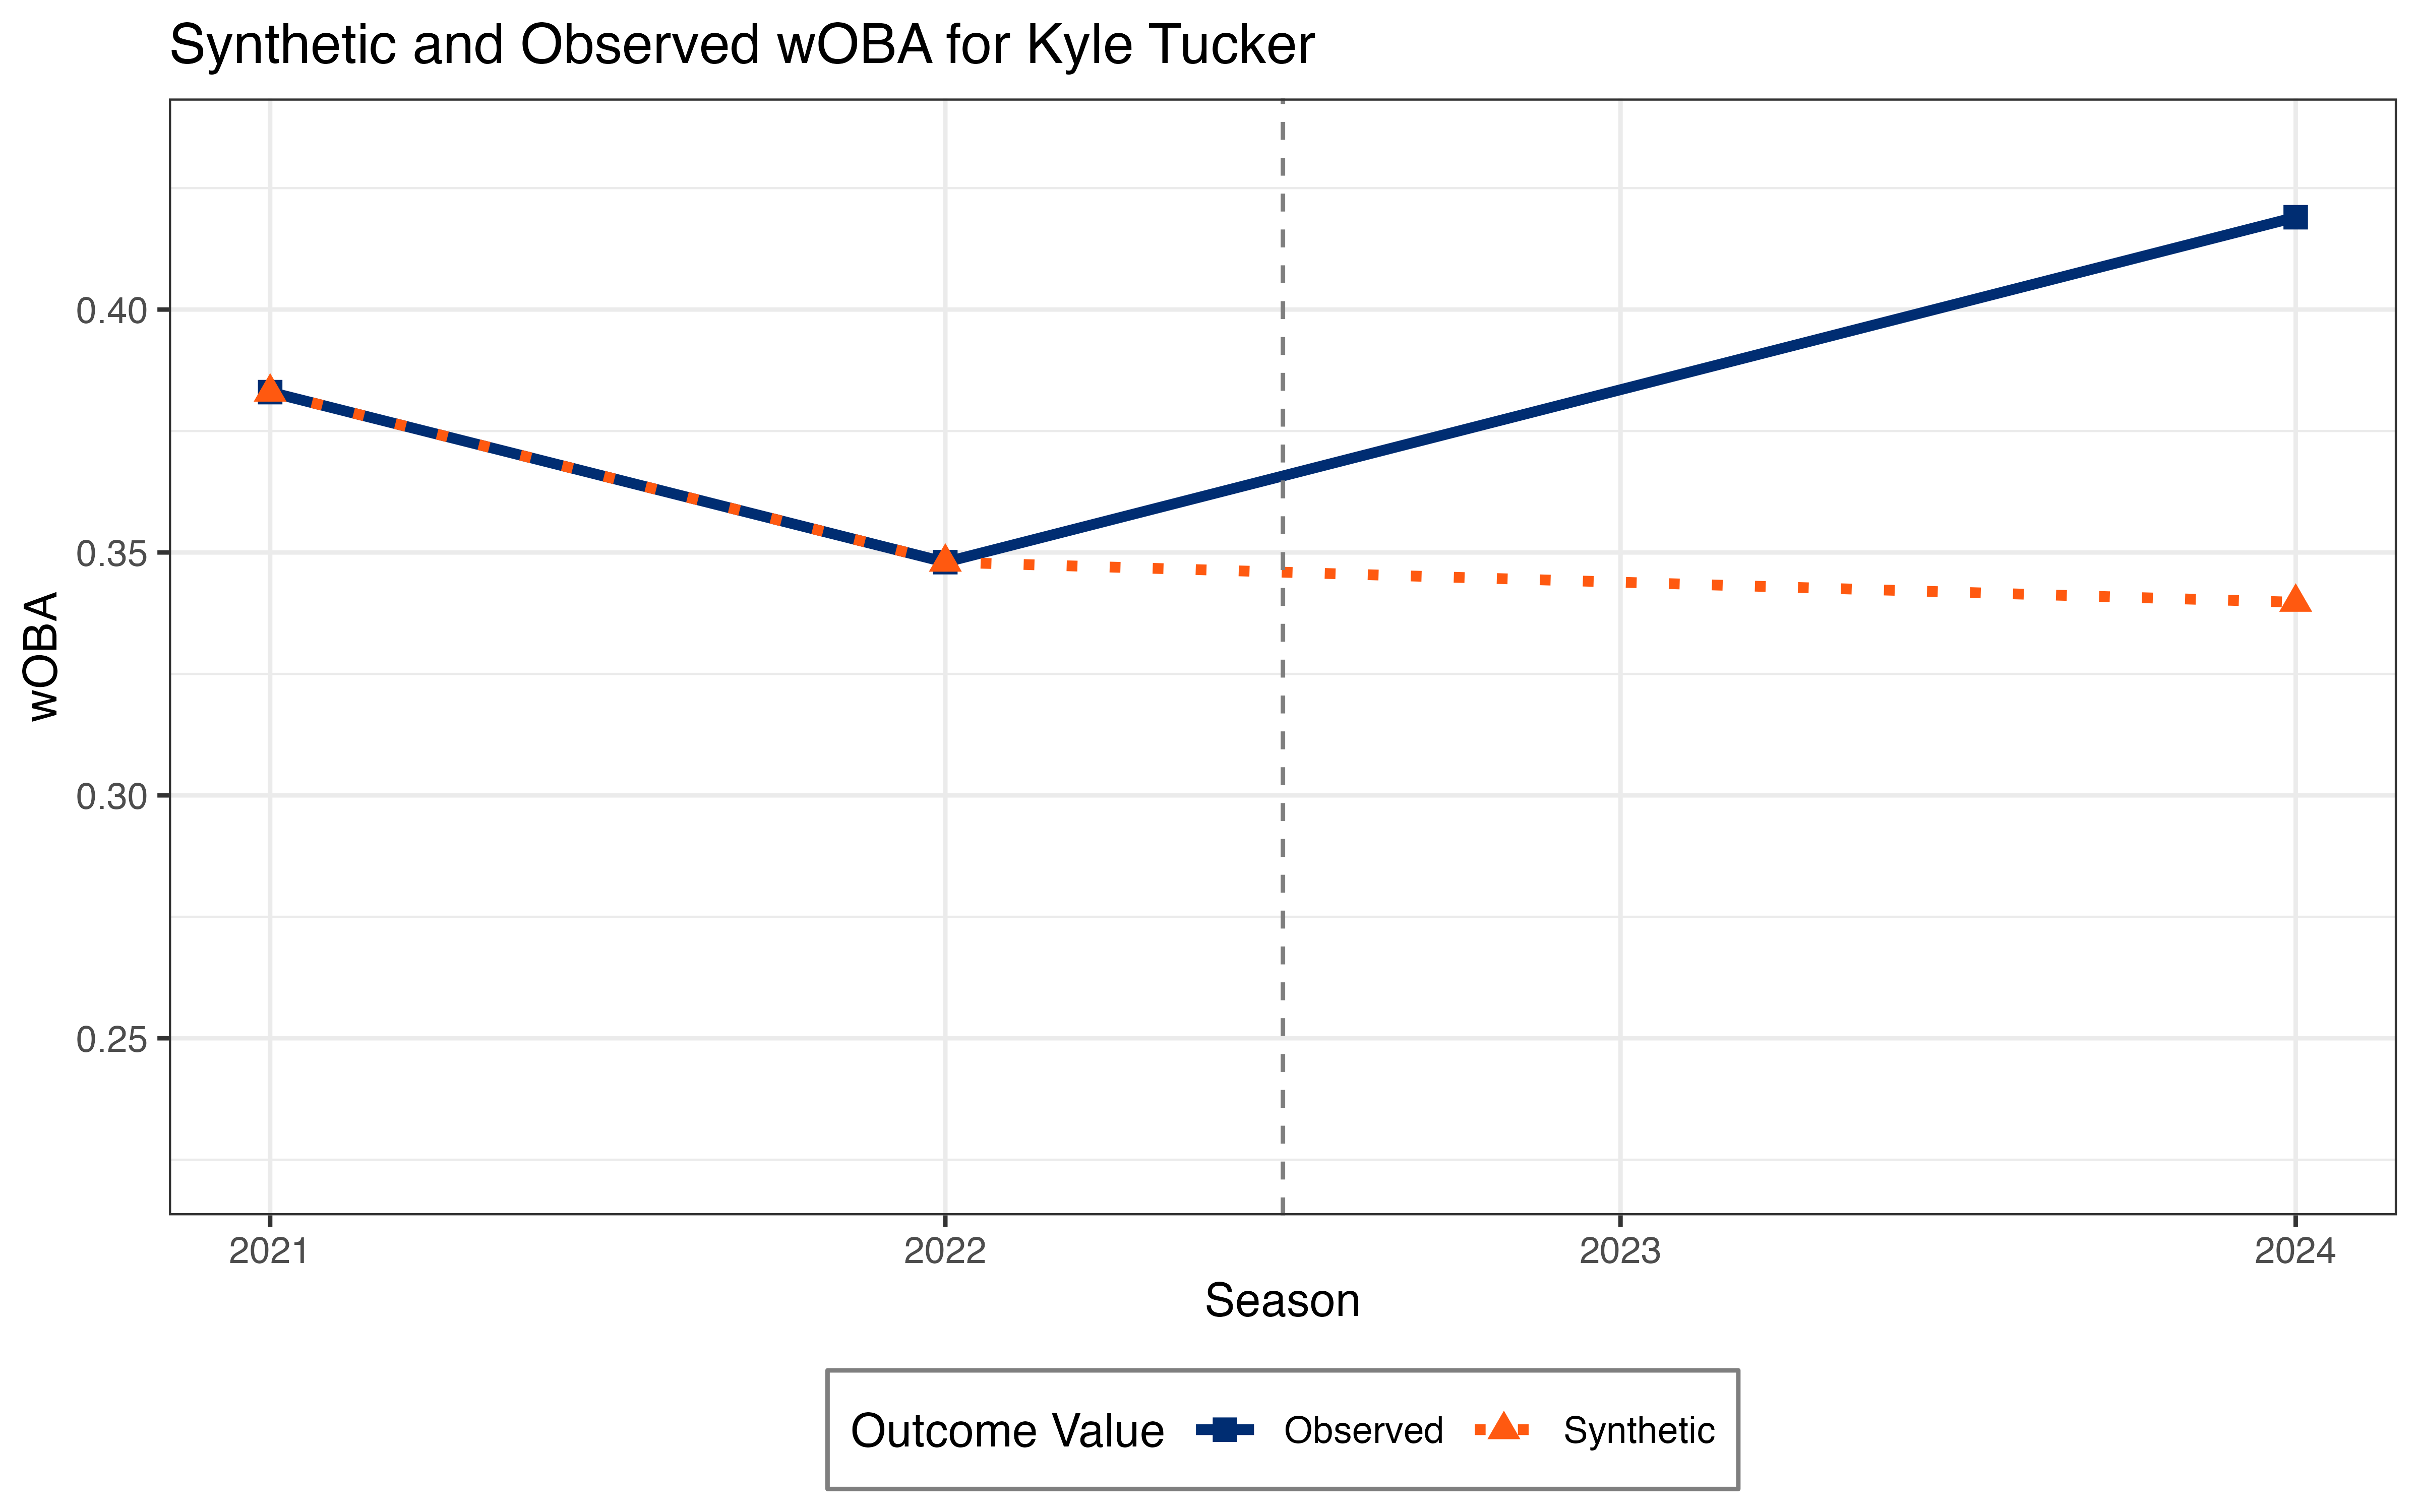 Synthetic and Observed wOBA for Kyle Tucker
wOBA
0.40
0.35
0.30
0.25
2021 2022 2023 2024
Season
Outcome Value Observed Synthetic